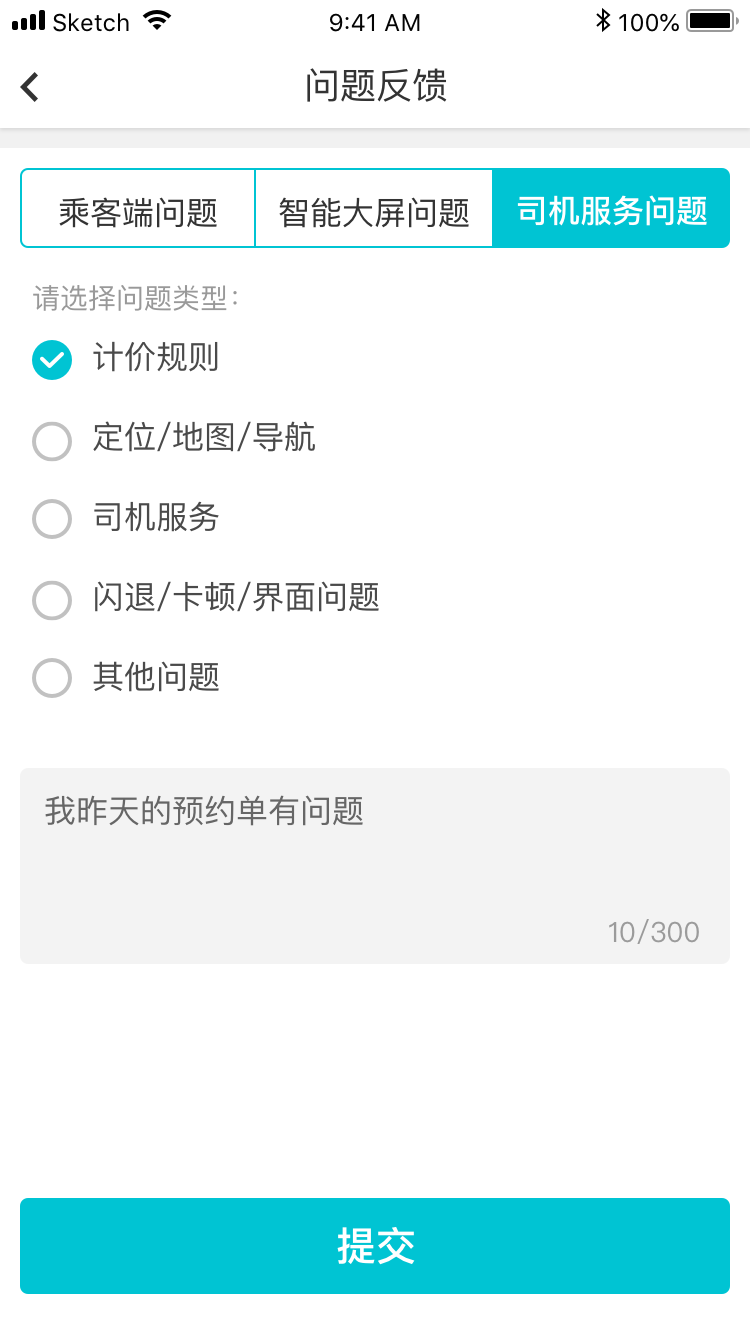 Sketch 9:41 AM 100%
问题反馈
乘客端问题 智能大屏问题 司机服务问题
请选择问题类型：
计价规则
定位/地图/导航
司机服务
闪退/卡顿/界面问题
其他问题
我昨天的预约单有问题
10/300
提交